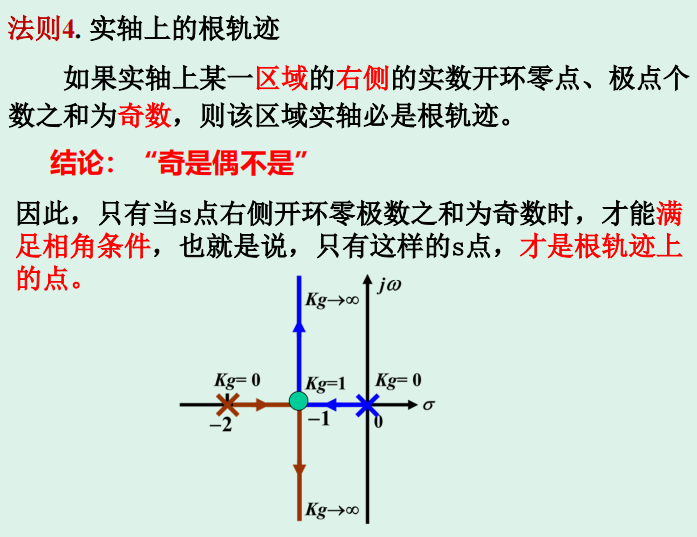 法则4. 实轴上的根轨迹
如果实轴上某一区域的右侧的实数开环零点、极点个
数之和为奇数，则该区域实轴必是根轨迹。
结论：“奇是偶不是”
因此，只有当s点右侧开环零极数之和为奇数时，才能满
足相角条件，也就是说，只有这样的s点，才是根轨迹上
的点。
jω
Kg→∞
Kg= 0
Kg=1
Kg= 0
σ
−2
−1
0
Kg→∞